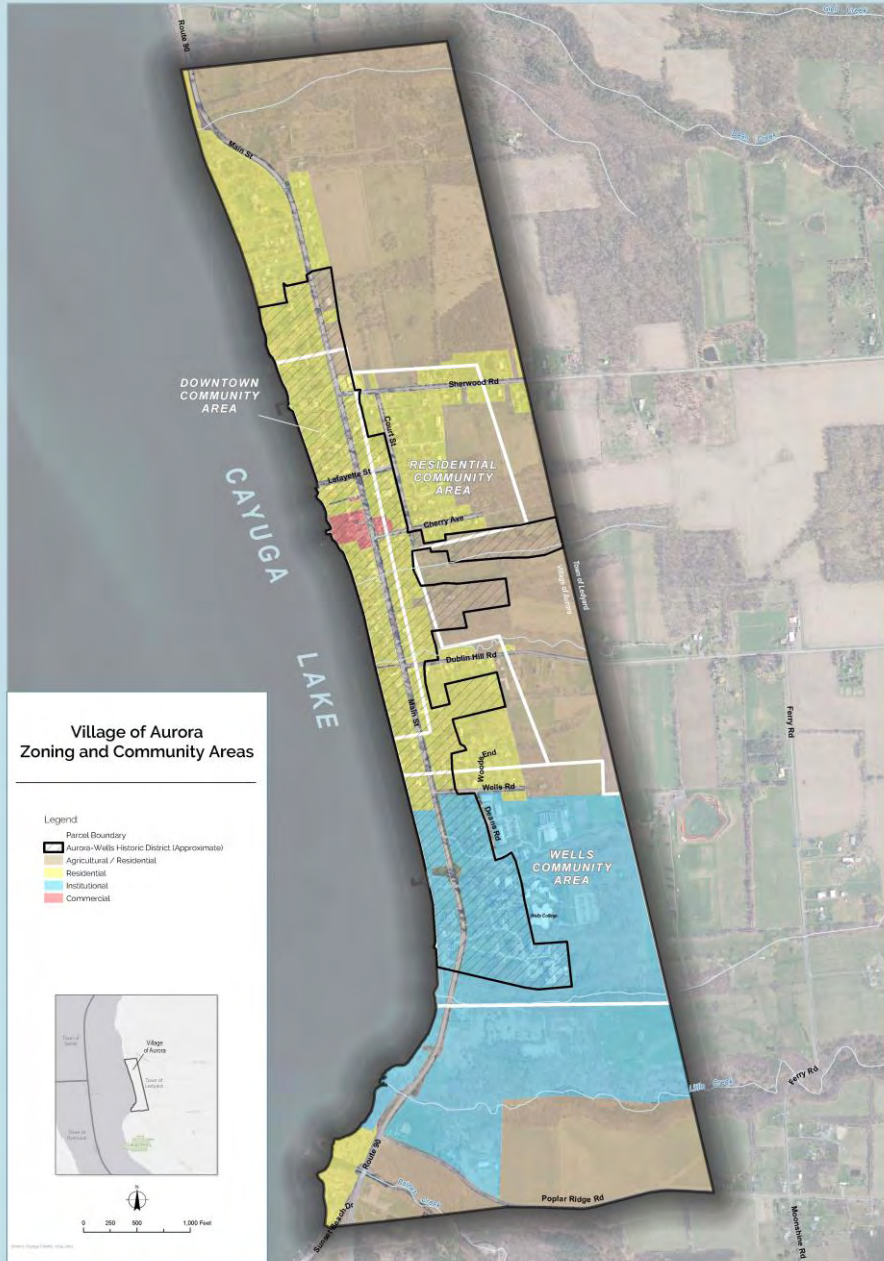 Route 90
Main St
DOWNTOWN
COMMUNITY
AREA
Sherwood Rd
Court St
RESIDENTIAL
COMMUNITY
AREA
Lafayette St
Cherry Ave
CAYUGA
LAKE
Town of Ledyard
Village of Aurora
Dublin Hill Rd
Main St
Ferry Rd
Woods End
Wells Rd
Deans Rd
WELLS
COMMUNITY
AREA
Wells College
Little Creek
Ferry Rd
Route 90
Poplar Ridge Rd
Moonshine Rd
Village of Aurora
Zoning and Community Areas
Legend
Parcel Boundary
Aurora-Wells Historic District (Approximate)
Agricultural / Residential
Residential
Institutional
Commercial
Village
of Aurora
Town of
Ledyard
N
0 250 500 1,000 Feet